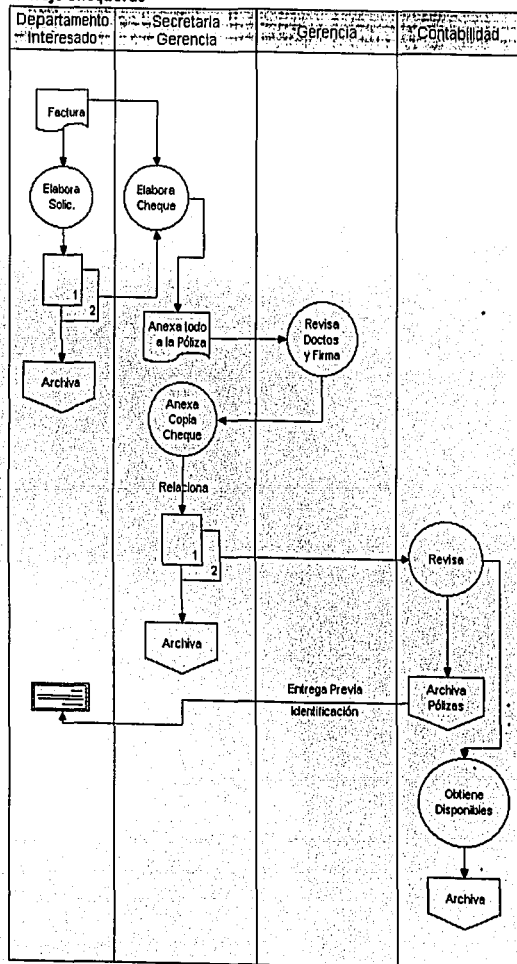 Chequeras
Departamento
Interesado
Secretaria
Gerencia
Gerencia
Contabilidad
Factura
Elabora
Solic.
Elabora
Cheque
1
2
Anexa todo
a la Póliza
Revisa
Doctos
y Firma
Archiva
Anexa
Copia
Cheque
Relaciona
1
2
Revisa
Archiva
Entrega Previa
Identificación
Archiva
Pólizas
Obtiene
Disponibles
Archiva